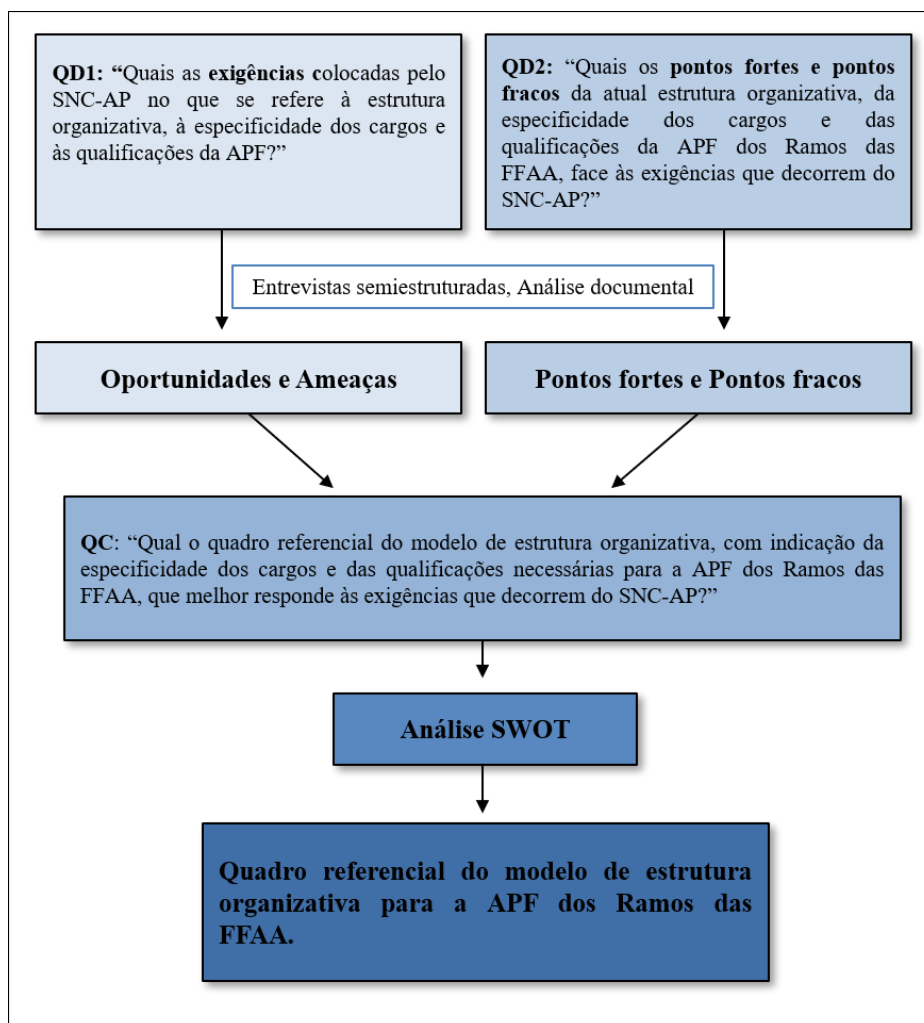 QD1: “Quais as exigências colocadas pelo
SNC-AP no que se refere à estrutura
organizativa, à especificidade dos cargos e
às qualificações da APF?”
QD2: “Quais os pontos fortes e pontos
fracos da atual estrutura organizativa, da
especificidade dos cargos e das
qualificações da APF dos Ramos das
FFAA, face às exigências que decorrem do
SNC-AP?”
Entrevistas semiestruturadas, Análise documental
Oportunidades e Ameaças
Pontos fortes e Pontos fracos
QC: “Qual o quadro referencial do modelo de estrutura organizativa, com indicação da
especificidade dos cargos e das qualificações necessárias para a APF dos Ramos das
FFAA, que melhor responde às exigências que decorrem do SNC-AP?”
Análise SWOT
Quadro referencial do modelo de estrutura
organizativa para a APF dos Ramos das
FFAA.